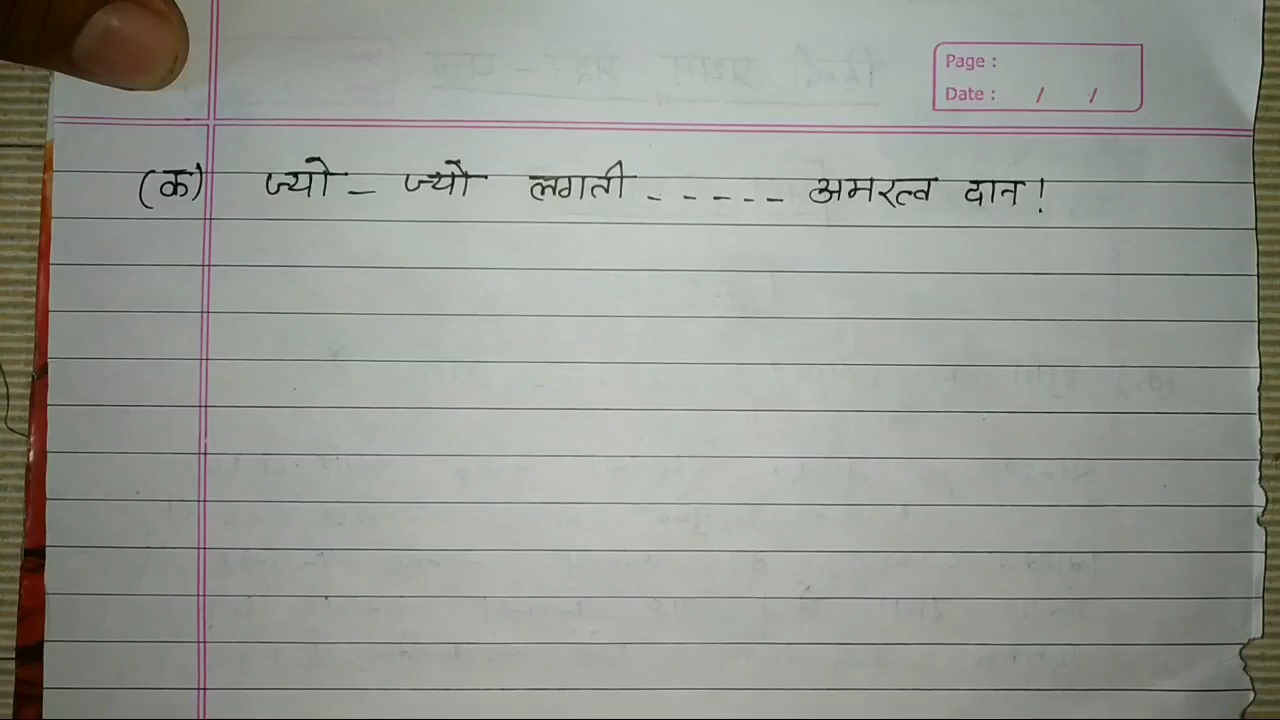 Page :
Date : / /
(क) ज्यो - ज्यों लगती - - - - - अमरत्व दान !